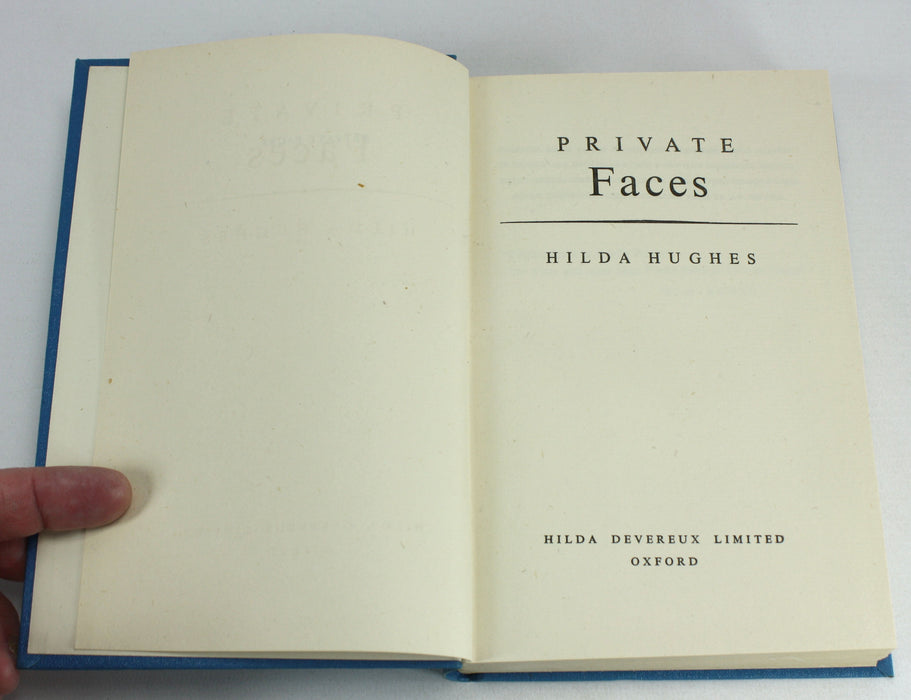 PRIVATE
Faces
HILDA HUGHES
HILDA DEVEREUX LIMITED
OXFORD